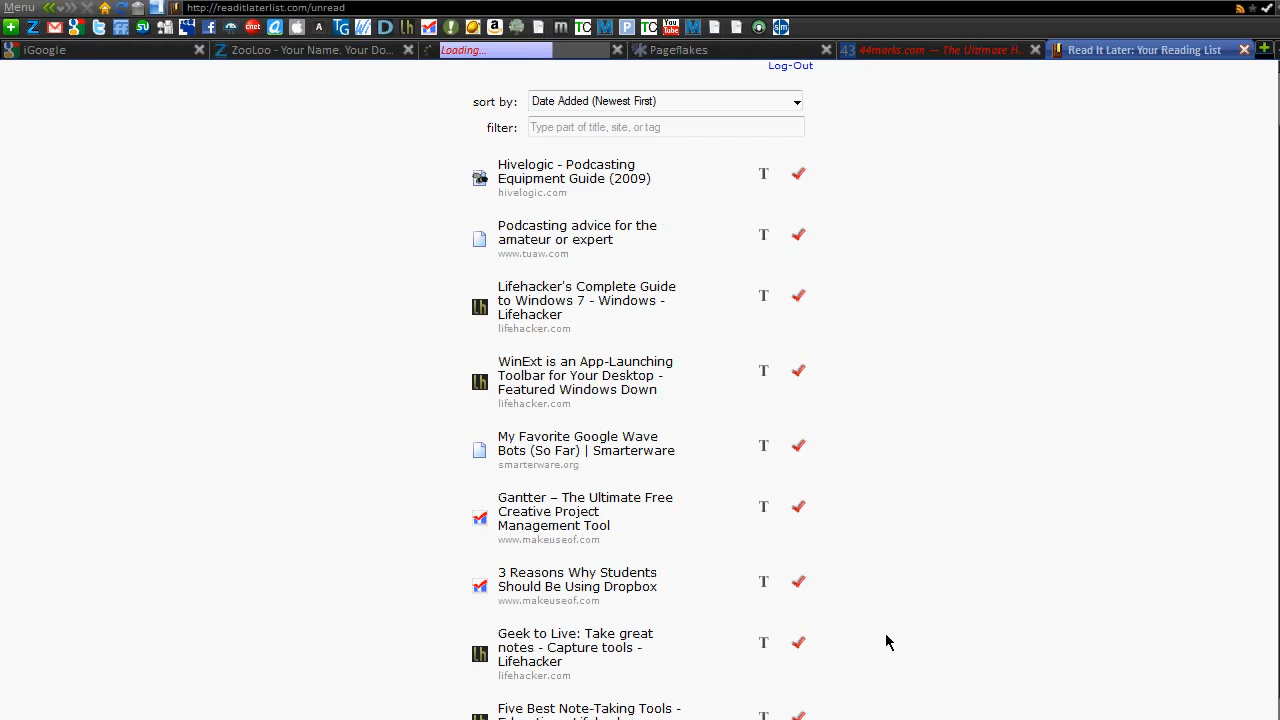 Menu http://readitlaterlist.com/unread
iGoogle ZooLoo - Your Name, Your Do... Loading... Pageflakes 44marks.com — The Ultimate H... Read It Later: Your Reading List
Log-Out
sort by: Date Added (Newest First)
filter: Type part of title, site, or tag
Hivelogic - Podcasting
Equipment Guide (2009)
hivelogic.com
T
Podcasting advice for the
amateur or expert
www.tuaw.com
T
Lifehacker's Complete Guide
to Windows 7 - Windows -
Lifehacker
lifehacker.com
T
WinExt is an App-Launching
Toolbar for Your Desktop -
Featured Windows Down
lifehacker.com
T
My Favorite Google Wave
Bots (So Far) | Smarterware
smarterware.org
T
Gantter – The Ultimate Free
Creative Project
Management Tool
www.makeuseof.com
T
3 Reasons Why Students
Should Be Using Dropbox
www.makeuseof.com
T
Geek to Live: Take great
notes - Capture tools -
Lifehacker
lifehacker.com
T
Five Best Note-Taking Tools -
T